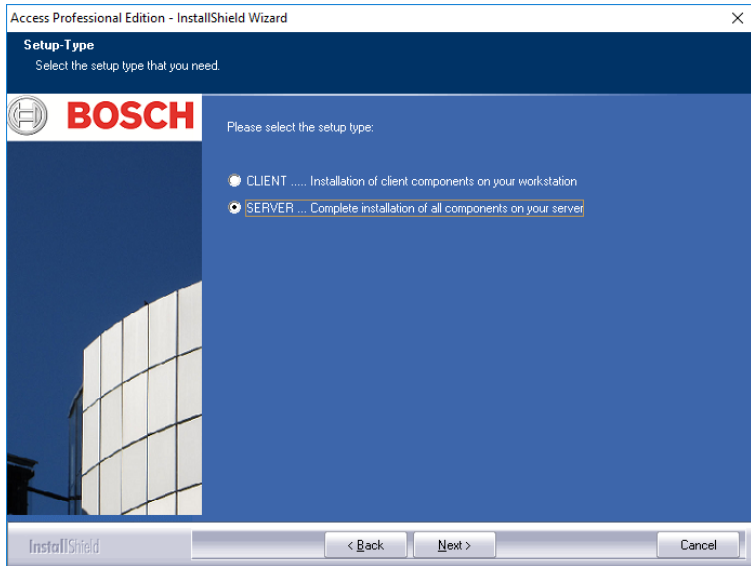 Access Professional Edition - InstallShield Wizard
Setup-Type
Select the setup type that you need.
BOSCH
Please select the setup type:
CLIENT ..... Installation of client components on your workstation
SERVER ... Complete installation of all components on your server
InstallShield
< Back
Next >
Cancel